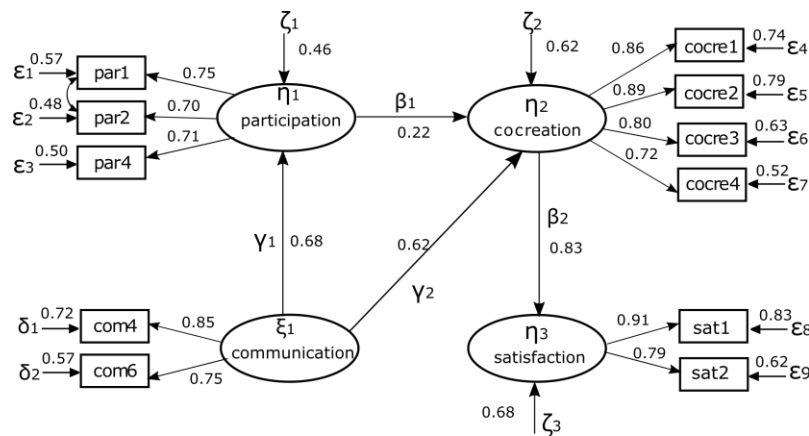 ζ1
0.46
ζ2
0.62
ε1 0.57 par1 0.75
ε2 0.48 par2 0.70
ε3 0.50 par4 0.71
η1
participation
β1
0.22
η2
cocreation
0.86 cocre1 0.74 ε4
0.89 cocre2 0.79 ε5
0.80 cocre3 0.63 ε6
0.72 cocre4 0.52 ε7
γ1 0.68
0.62
γ2
β2
0.83
δ1 0.72 com4 0.85
δ2 0.57 com6 0.75
ξ1
communication
η3
satisfaction
0.91 sat1 0.83 ε8
0.79 sat2 0.62 ε9
0.68
ζ3